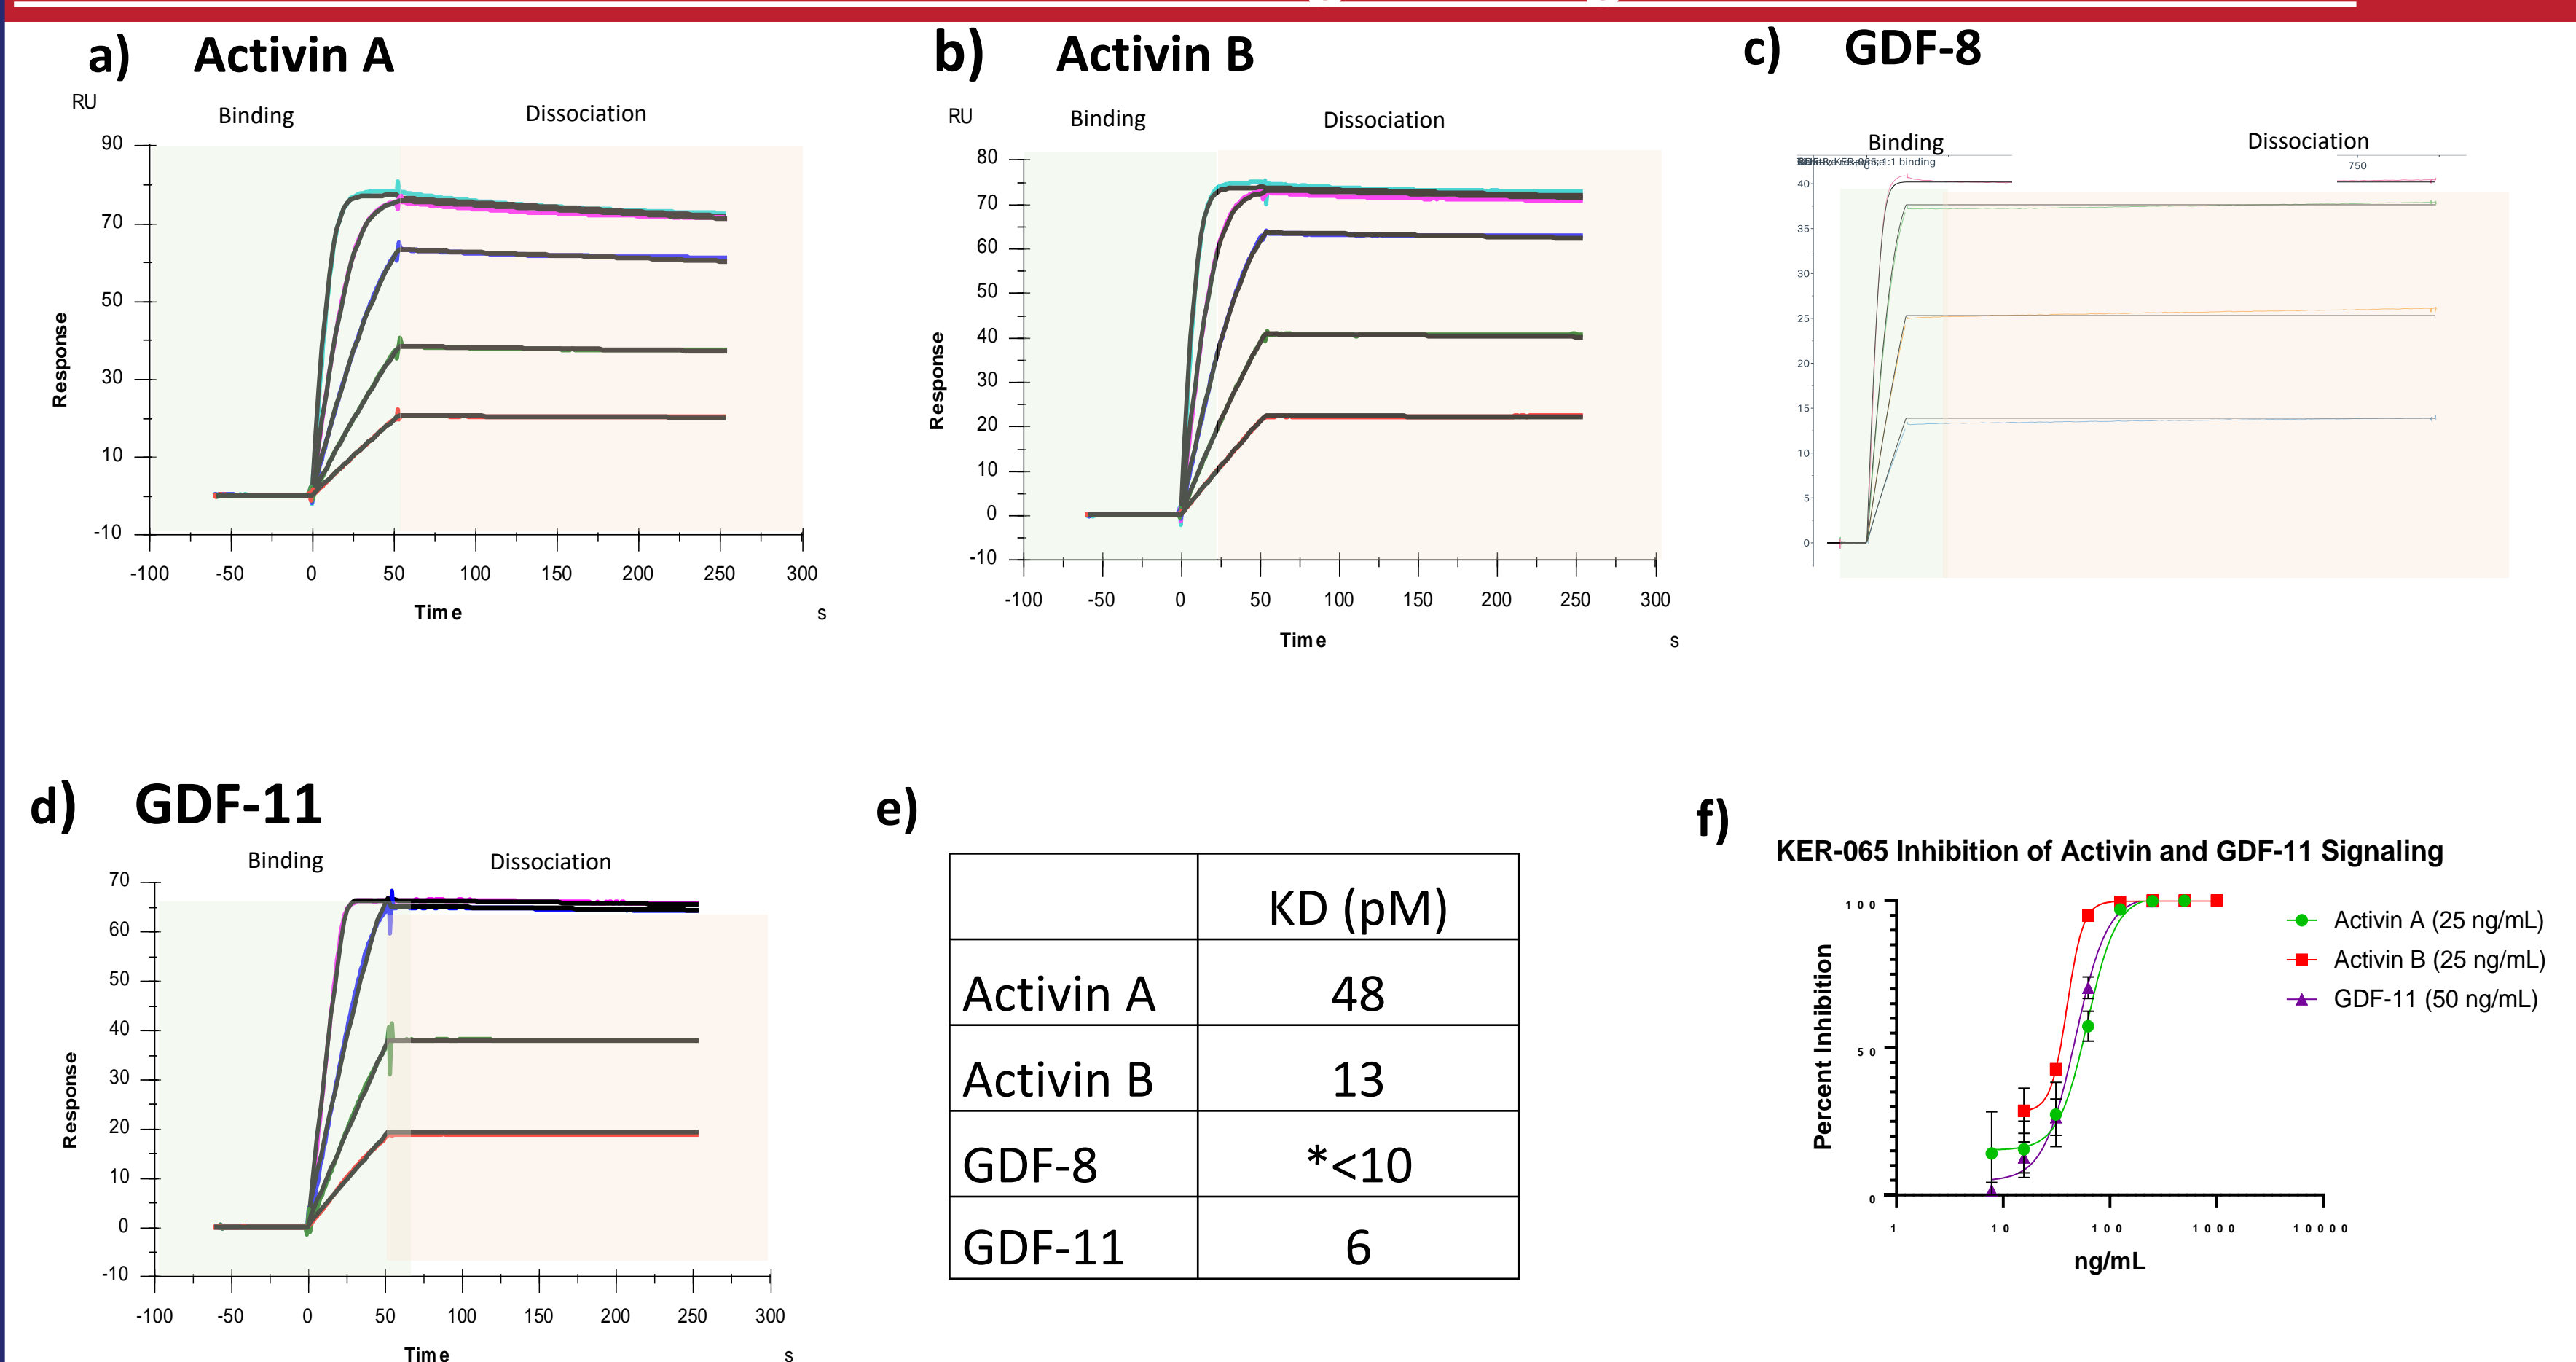 a) Activin A
RU
Binding
Dissociation
90
70
50
30
10
-10
Response
-100 -50 0 50 100 150 200 250 300
Time
s
b) Activin B
RU
Binding
Dissociation
80
70
60
50
40
30
20
10
0
-10
Response
-100 -50 0 50 100 150 200 250 300
Time
s
c) GDF-8
Binding
Dissociation
1:1 binding
0
750
40
35
30
25
20
15
10
5
0
d) GDF-11
Binding
Dissociation
70
60
50
40
30
20
10
0
-10
Response
-100 -50 0 50 100 150 200 250 300
Time
s
e)
KD (pM)
Activin A 48
Activin B 13
GDF-8 *<10
GDF-11 6
f)
KER-065 Inhibition of Activin and GDF-11 Signaling
100
50
0
Percent Inhibition
1 10 100 1000 10000
ng/mL
Activin A (25 ng/mL)
Activin B (25 ng/mL)
GDF-11 (50 ng/mL)